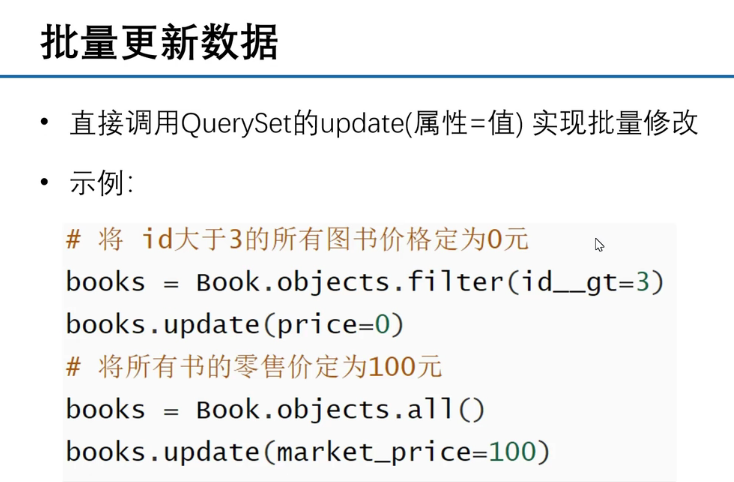 批量更新数据
• 直接调用QuerySet的update(属性=值) 实现批量修改
• 示例:
# 将 id大于3的所有图书价格定为0元
books = Book.objects.filter(id__gt=3)
books.update(price=0)
# 将所有书的零售价定为100元
books = Book.objects.all()
books.update(market_price=100)